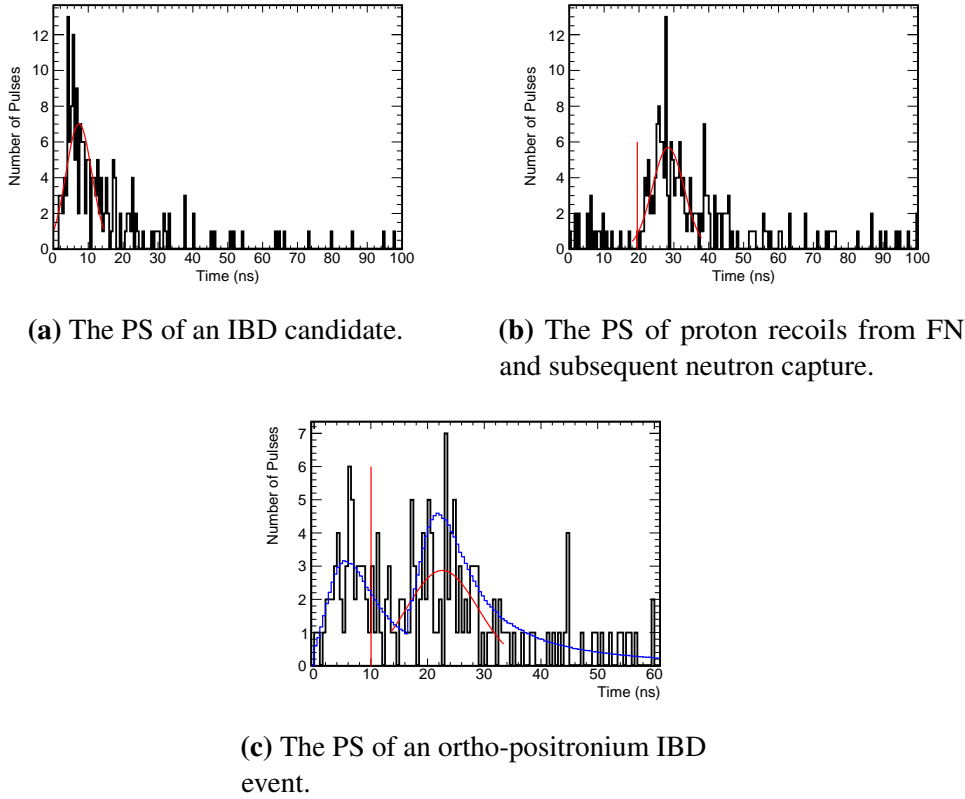 12
10
8
6
4
2
0
Number of Pulses
0 10 20 30 40 50 60 70 80 90 100
Time (ns)
12
10
8
6
4
2
0
Number of Pulses
0 10 20 30 40 50 60 70 80 90 100
Time (ns)
(a) The PS of an IBD candidate.
(b) The PS of proton recoils from FN
and subsequent neutron capture.
7
6
5
4
3
2
1
0
Number of Pulses
0 10 20 30 40 50 60
Time (ns)
(c) The PS of an ortho-positronium IBD
event.